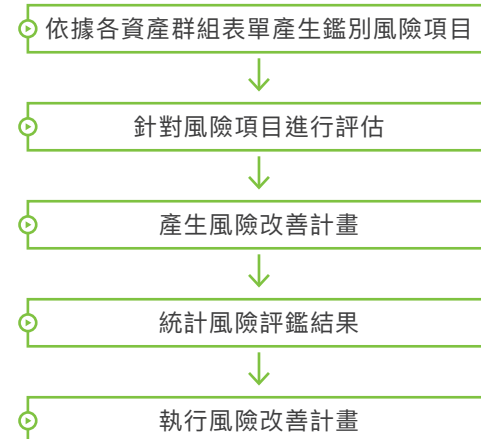 依據各資產群組表單產生鑑別風險項目
針對風險項目進行評估
產生風險改善計畫
統計風險評鑑結果
執行風險改善計畫